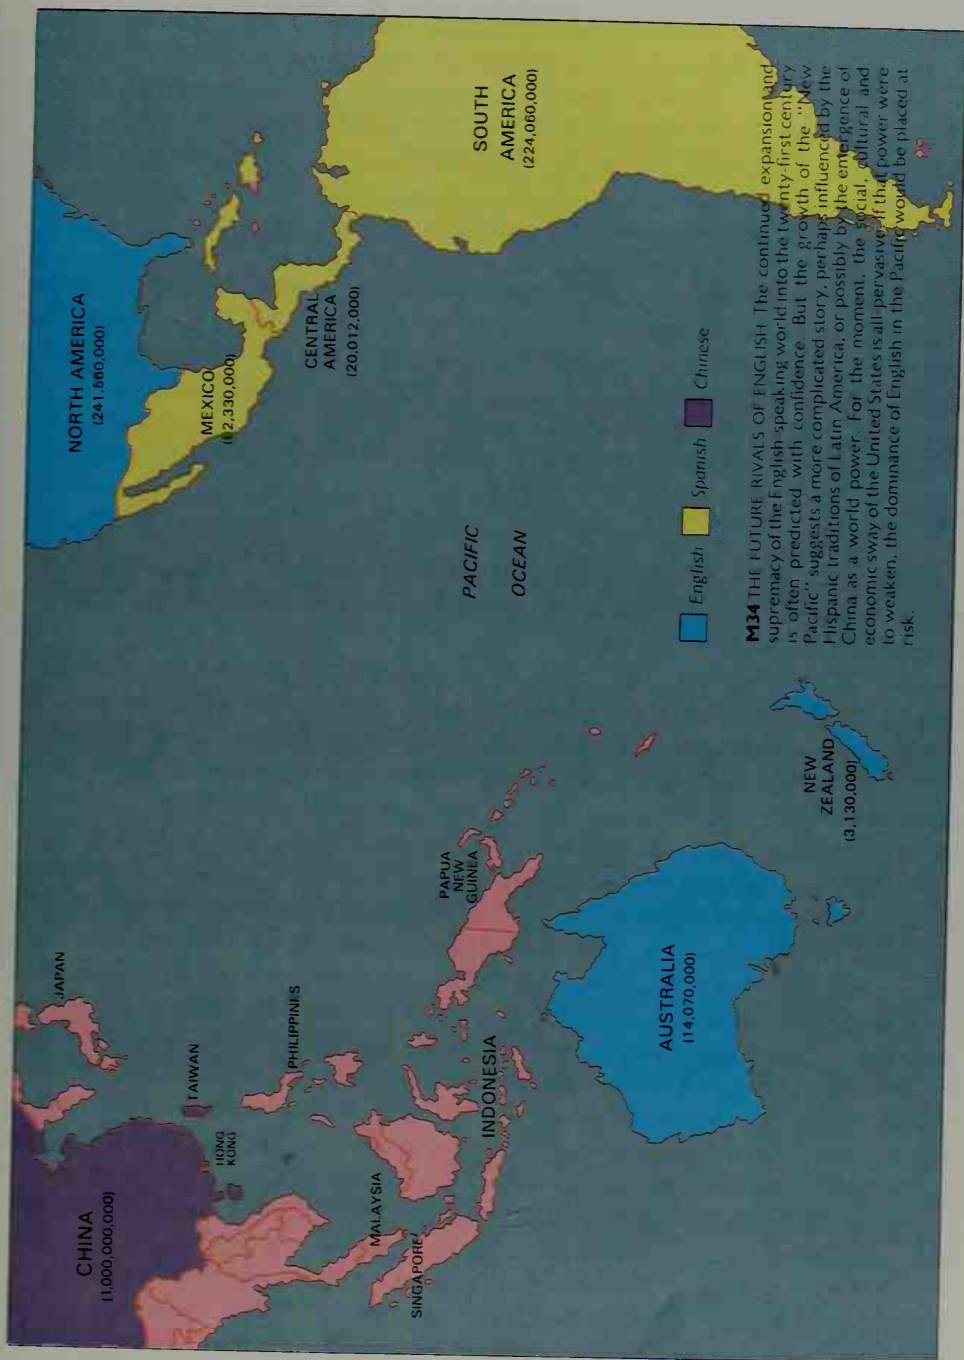 CHINA
(1,000,000,000)
JAPAN
TAIWAN
HONG
KONG
PHILIPPINES
MALAYSIA
SINGAPORE
INDONESIA
PAPUA
NEW
GUINEA
AUSTRALIA
(14,070,000)
NEW
ZEALAND
(3,130,000)
NORTH AMERICA
(241,660,000)
MEXICO
CENTRAL
AMERICA
(20,012,000)
SOUTH
AMERICA
(224,060,000)
PACIFIC
OCEAN
English Spanish Chinese
M34 THE FUTURE RIVALS OF ENGLISH The continued expansion and
supremacy of the English-speaking world into the twenty-first century
is often predicted with confidence. But the growth of the "New
Pacific" suggests a more complicated story, perhaps influenced by the
Hispanic traditions of Latin America, or possibly by the emergence of
China as a world power. For the moment, the social, cultural and
economic sway of the United States is all-pervasive. If that power were
to weaken, the dominance of English in the Pacific would be placed at
risk.